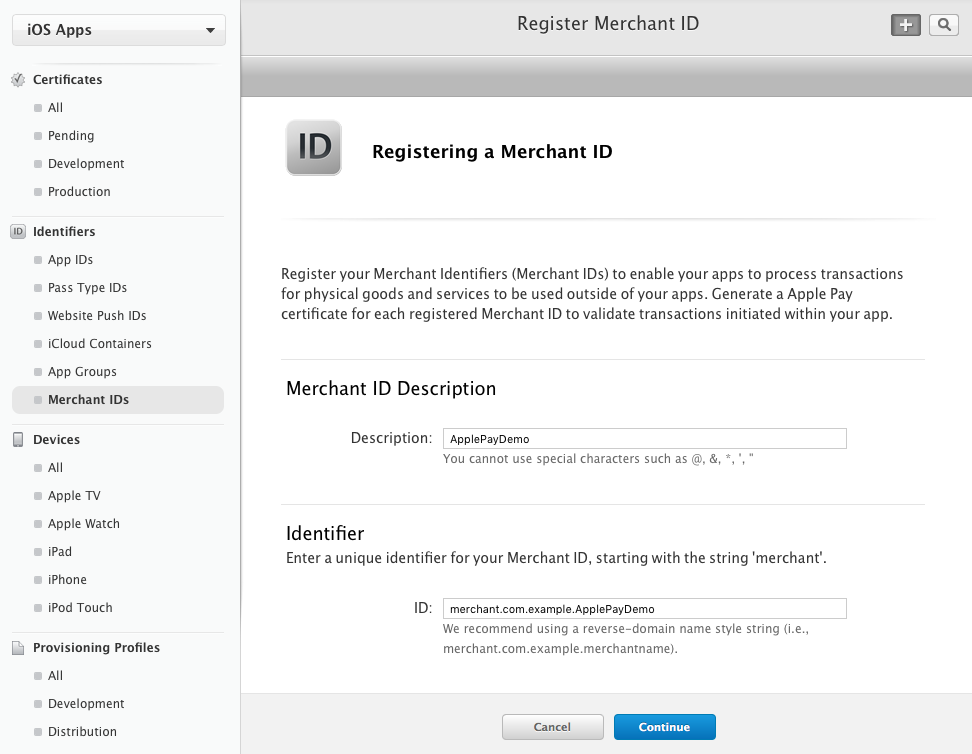 iOS Apps
Certificates
All
Pending
Development
Production
ID
Identifiers
App IDs
Pass Type IDs
Website Push IDs
iCloud Containers
App Groups
Merchant IDs
Devices
All
Apple TV
Apple Watch
iPad
iPhone
iPod Touch
Provisioning Profiles
All
Development
Distribution
Register Merchant ID
ID
Registering a Merchant ID
Register your Merchant Identifiers (Merchant IDs) to enable your apps to process transactions
for physical goods and services to be used outside of your apps. Generate a Apple Pay
certificate for each registered Merchant ID to validate transactions initiated within your app.
Merchant ID Description
Description: ApplePayDemo
You cannot use special characters such as @, &, *, ', "
Identifier
Enter a unique identifier for your Merchant ID, starting with the string 'merchant'.
ID: merchant.com.example.ApplePayDemo
We recommend using a reverse-domain name style string (i.e.,
merchant.com.example.merchantname).
Cancel
Continue